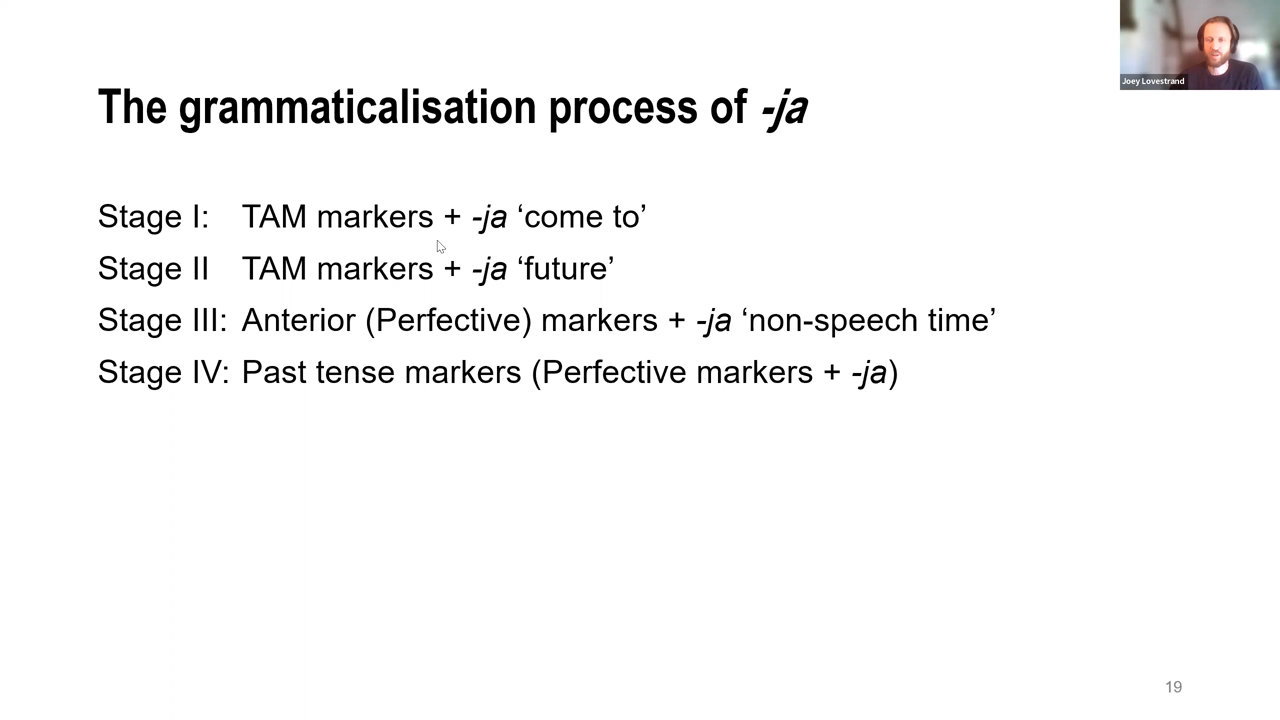 Joey Lovestrand
The grammaticalisation process of -ja
Stage I: TAM markers + -ja ‘come to’
Stage II TAM markers + -ja ‘future’
Stage III: Anterior (Perfective) markers + -ja ‘non-speech time’
Stage IV: Past tense markers (Perfective markers + -ja)
19